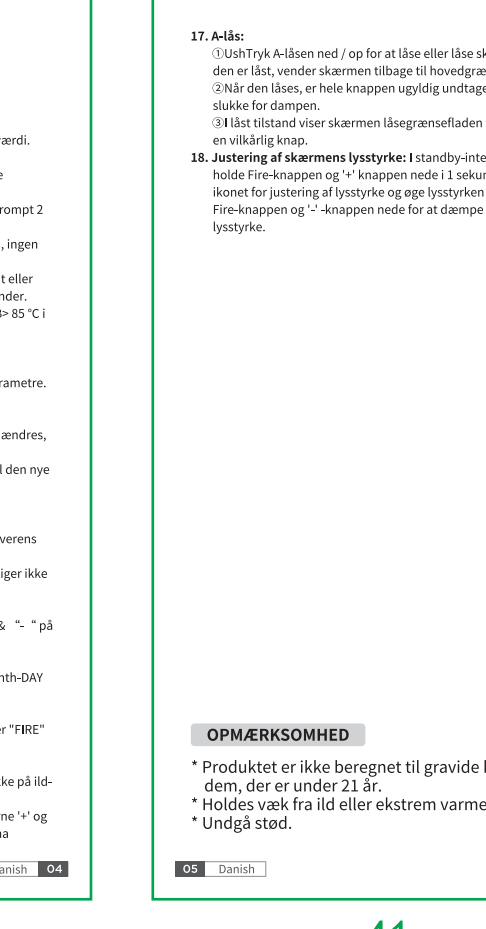 ærdi.
e
rompt 2
, ingen
t eller
nder.
> 85 °C i
rametre.
ændres,
l den nye
verens
iger ikke
& “- “ på
nth-DAY
r "FIRE"
ke på ild-
ne '+' og
na
anish 04
17. A-lås:
①UshTryk A-låsen ned / op for at låse eller låse sk
den er låst, vender skærmen tilbage til hovedgræ
②Når den låses, er hele knappen ugyldig undtage
slukke for dampen.
③I låst tilstand viser skærmen låsegrænsefladen
en vilkårlig knap.
18. Justering af skærmens lysstyrke: I standby-inte
holde Fire-knappen og '+' knappen nede i 1 sekun
ikonet for justering af lysstyrke og øge lysstyrken
Fire-knappen og '-' -knappen nede for at dæmpe
lysstyrke.
OPMÆRKSOMHED
* Produktet er ikke beregnet til gravide
dem, der er under 21 år.
* Holdes væk fra ild eller ekstrem varme
* Undgå stød.
05 Danish